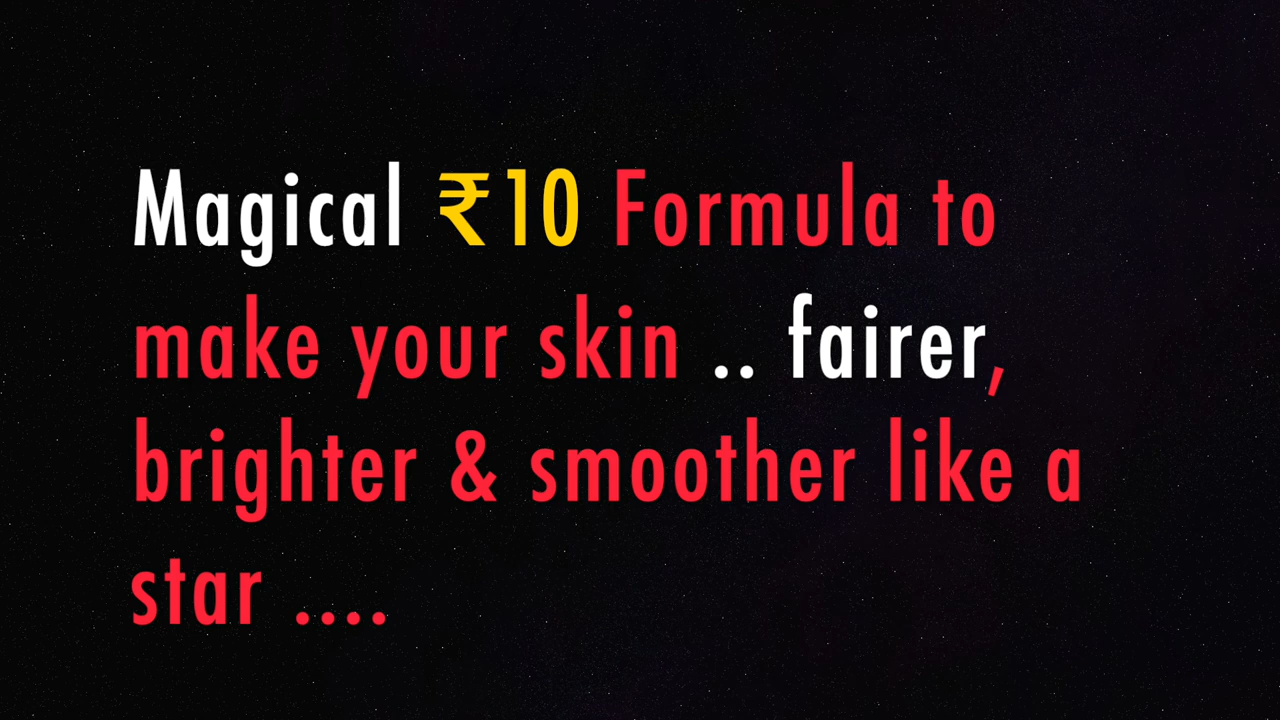 Magical ₹10 Formula to
make your skin .. fairer,
brighter & smoother like a
star ....